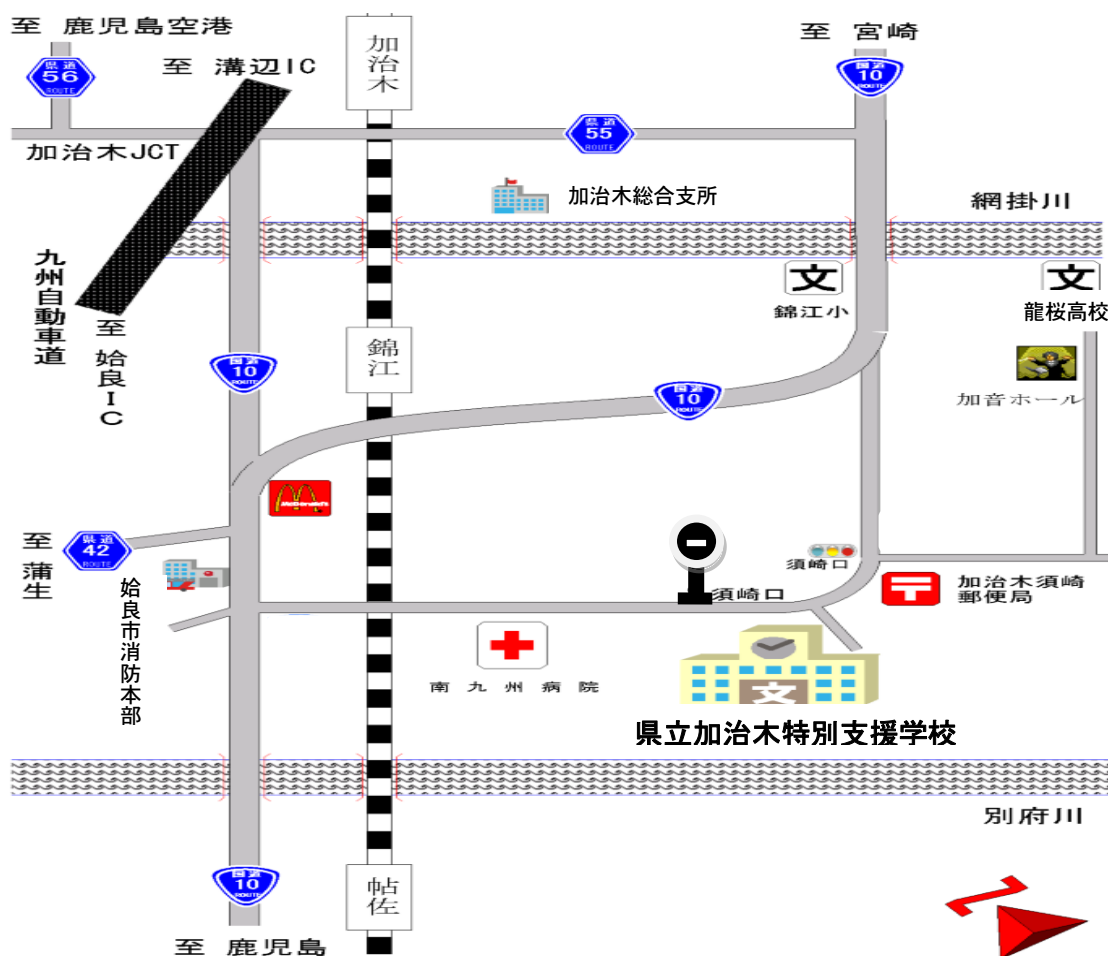 至 鹿児島空港
至 宮崎
加治木
県道
56
ROUTE
至 溝辺IC
国道
10
ROUTE
県道
55
ROUTE
加治木JCT
加治木総合支所
網掛川
九州自動車道
文
錦江小
文
龍桜高校
至 姶良IC
錦江
国道
10
ROUTE
加音ホール
国道
10
ROUTE
McDonald's
至 蒲生
県道
42
ROUTE
須崎口
姶良市消防本部
須崎口
加治木須崎
郵便局
南九州病院
文
県立加治木特別支援学校
別府川
国道
10
ROUTE
帖佐
至 鹿児島